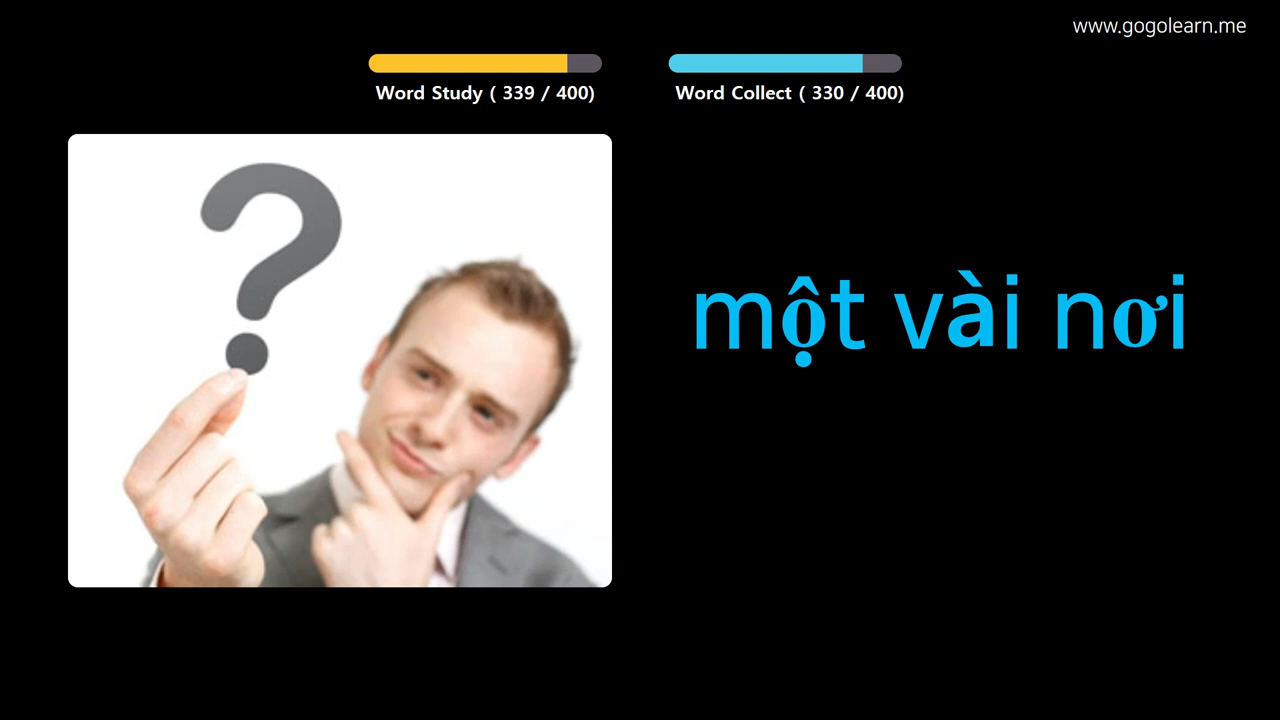 www.gogolearn.me
Word Study ( 339 / 400)
Word Collect ( 330 / 400)
?
một vài nơi